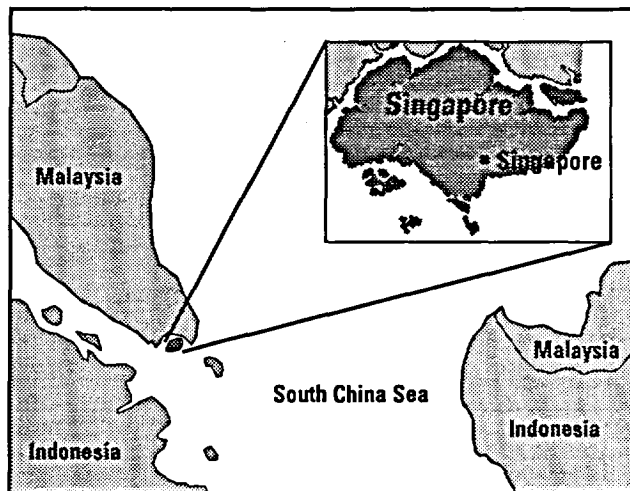 Singapore
Singapore
Malaysia
Malaysia
South China Sea
Indonesia
Indonesia